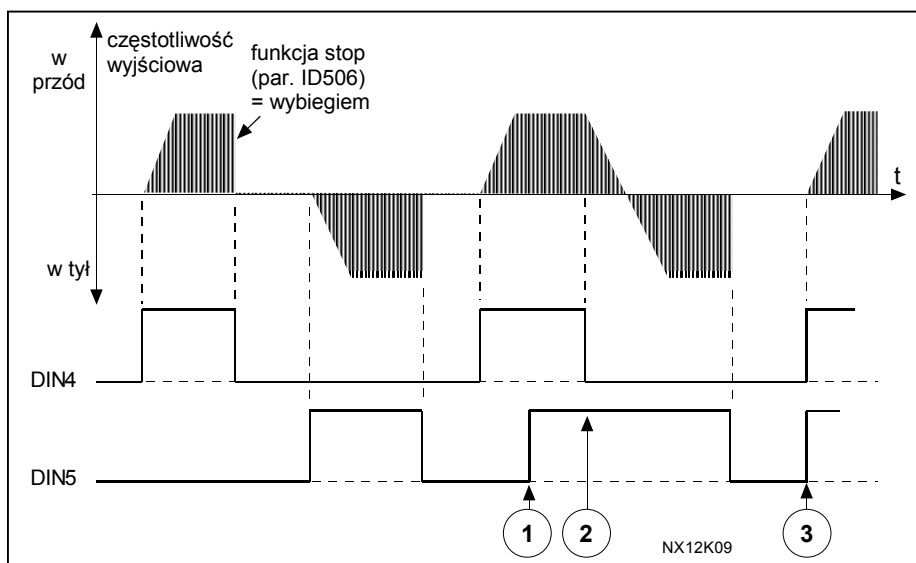 w
przód
częstotliwość
wyjściowa
funkcja stop
(par. ID506)
= wybiegiem
t
w tył
DIN4
DIN5
1
2
3
NX12K09